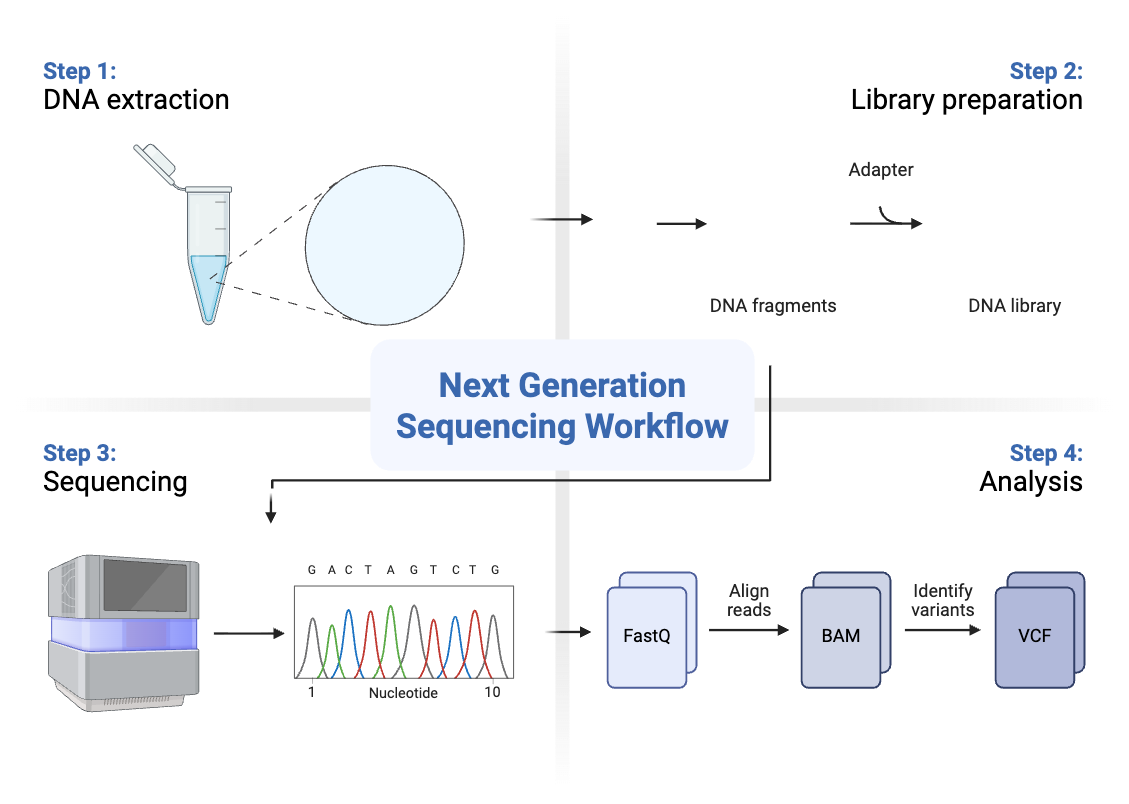 Step 1:
DNA extraction
Step 2:
Library preparation
Adapter
DNA fragments
DNA library
Next Generation
Sequencing Workflow
Step 3:
Sequencing
Step 4:
Analysis
G A C T A G T C T G
1 Nucleotide 10
FastQ
Align
reads
BAM
Identify
variants
VCF